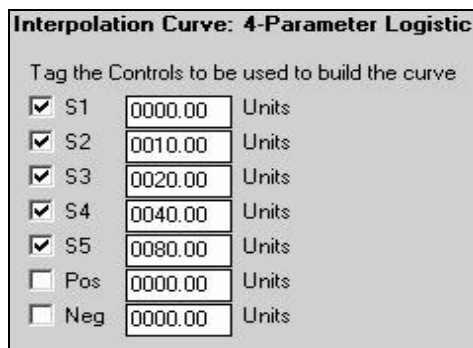 Interpolation Curve: 4-Parameter Logistic
Tag the Controls to be used to build the curve
S1 0000.00 Units
S2 0010.00 Units
S3 0020.00 Units
S4 0040.00 Units
S5 0080.00 Units
Pos 0000.00 Units
Neg 0000.00 Units